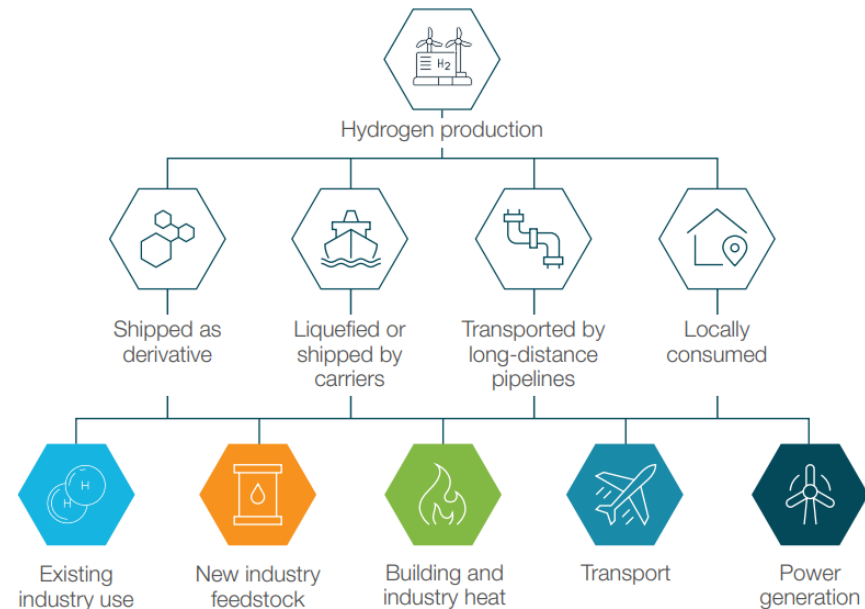 H2
Hydrogen production
Shipped as
derivative
Liquefied or
shipped by
carriers
Transported by
long-distance
pipelines
Locally
consumed
H
H
Existing
industry use
New industry
feedstock
Building and
industry heat
Transport
Power
generation